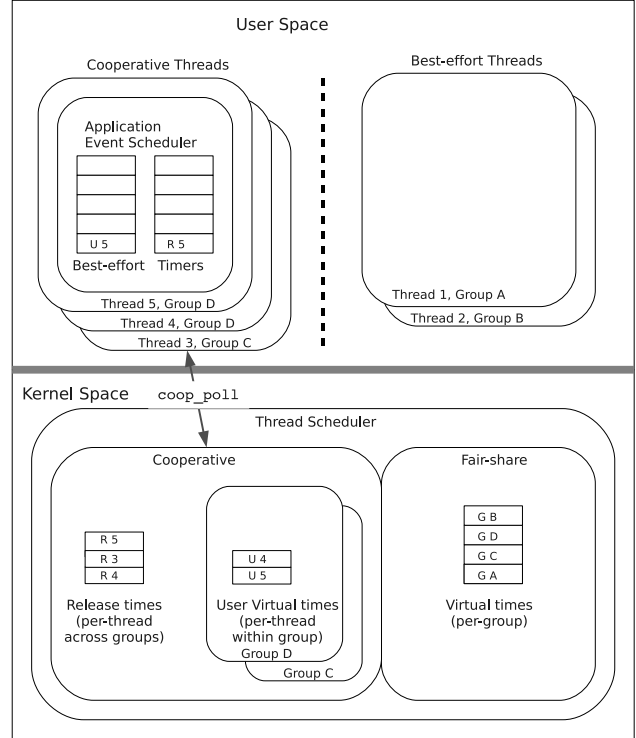 User Space
Cooperative Threads
Best-effort Threads
Application
Event Scheduler
U 5
R 5
Best-effort
Timers
Thread 5, Group D
Thread 4, Group D
Thread 3, Group C
Thread 1, Group A
Thread 2, Group B
Kernel Space
coop_poll
Thread Scheduler
Cooperative
Fair-share
R 5
R 3
R 4
Release times
(per-thread
across groups)
U 4
U 5
User Virtual times
(per-thread
within group)
Group D
Group C
G B
G D
G C
G A
Virtual times
(per-group)